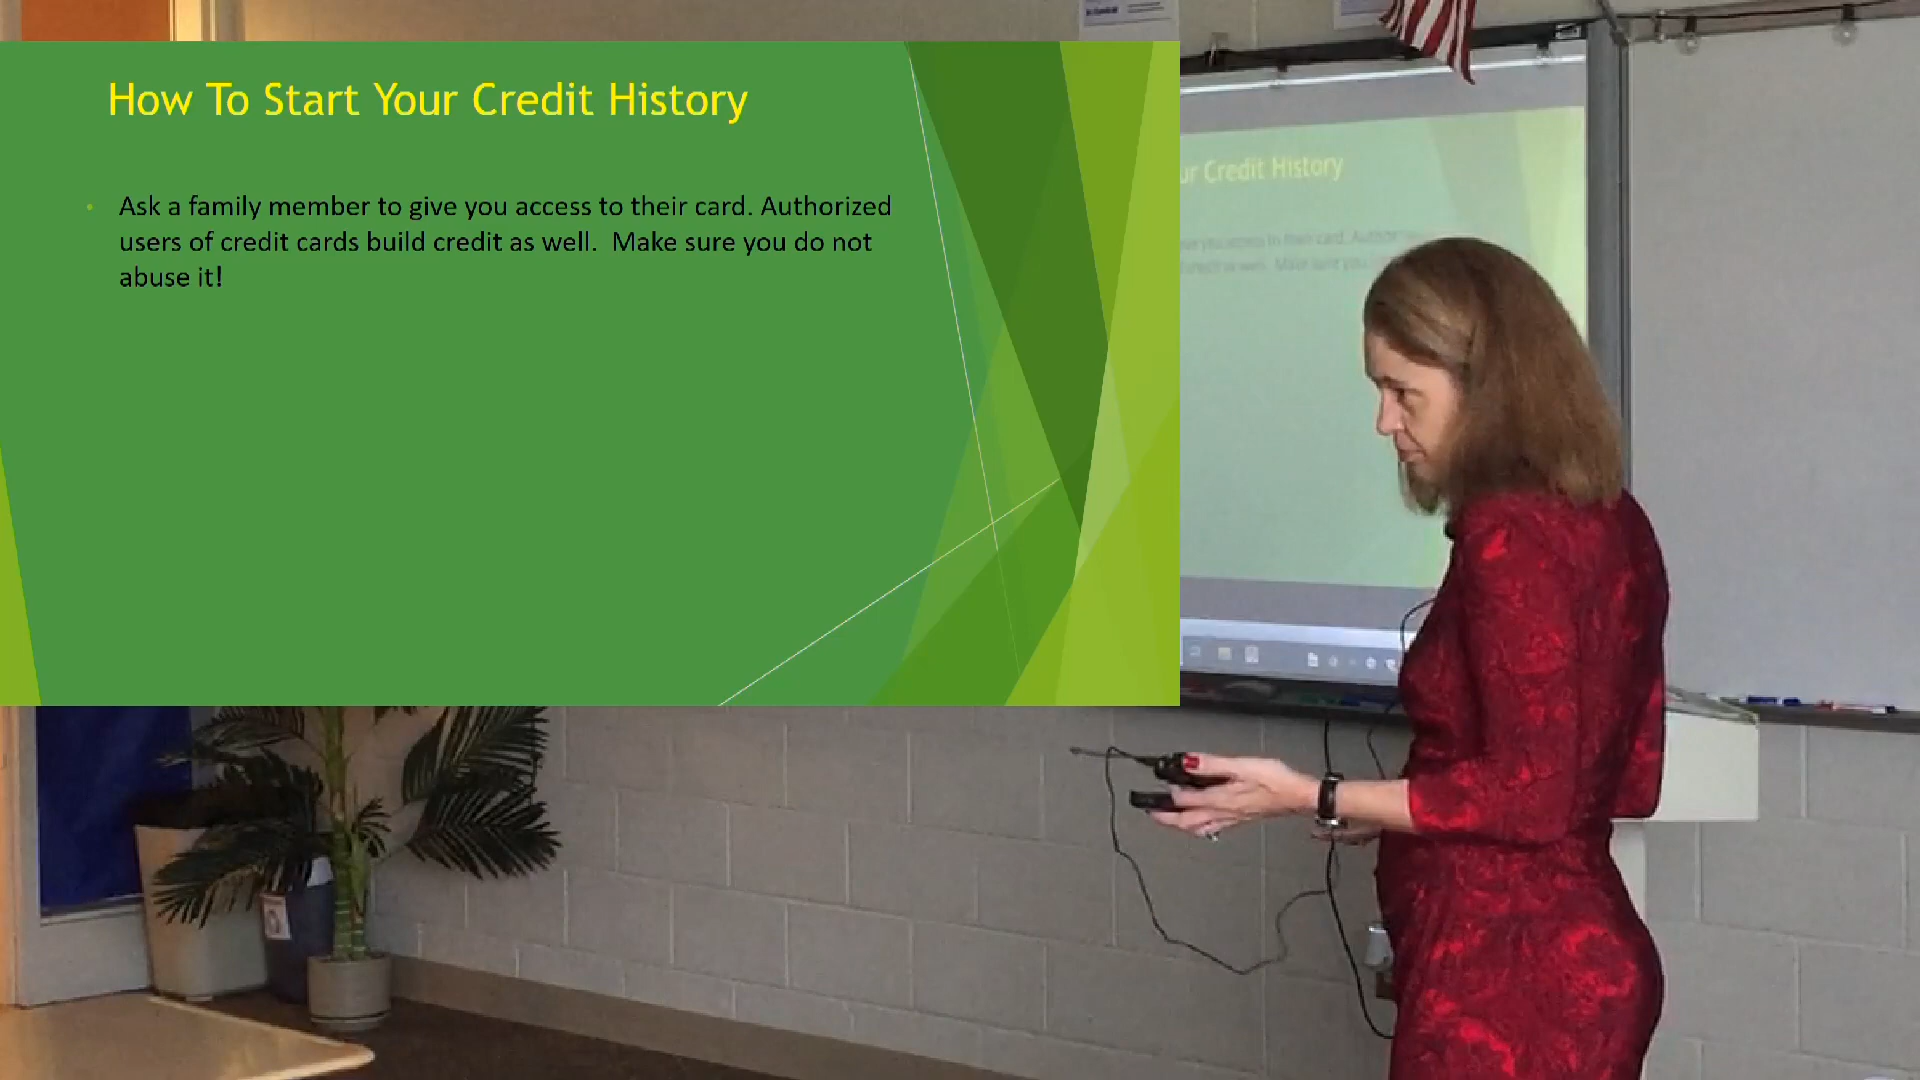 How To Start Your Credit History
• Ask a family member to give you access to their card. Authorized
users of credit cards build credit as well.  Make sure you do not
abuse it!
ur Credit History